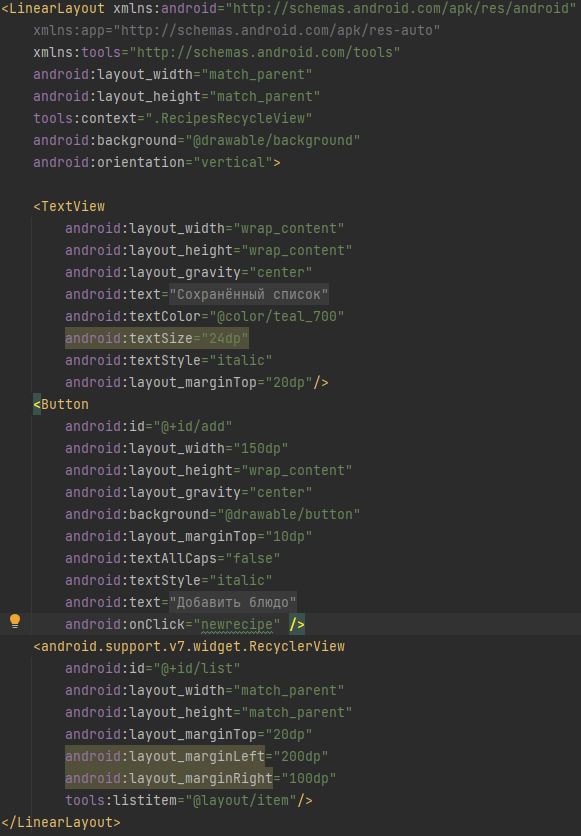 <LinearLayout xmlns:android="http://schemas.android.com/apk/res/android"
    xmlns:app="http://schemas.android.com/apk/res-auto"
    xmlns:tools="http://schemas.android.com/tools"
    android:layout_width="match_parent"
    android:layout_height="match_parent"
    tools:context=".RecipesRecycleView"
    android:background="@drawable/background"
    android:orientation="vertical">

    <TextView
        android:layout_width="wrap_content"
        android:layout_height="wrap_content"
        android:layout_gravity="center"
        android:text="Сохранённый список"
        android:textColor="@color/teal_700"
        android:textSize="24dp"
        android:textStyle="italic"
        android:layout_marginTop="20dp"/>
    <Button
        android:id="@+id/add"
        android:layout_width="150dp"
        android:layout_height="wrap_content"
        android:layout_gravity="center"
        android:background="@drawable/button"
        android:layout_marginTop="10dp"
        android:textAllCaps="false"
        android:textStyle="italic"
        android:text="Добавить блюдо"
        android:onClick="newrecipe" />
    <android.support.v7.widget.RecyclerView
        android:id="@+id/list"
        android:layout_width="match_parent"
        android:layout_height="match_parent"
        android:layout_marginTop="20dp"
        android:layout_marginLeft="200dp"
        android:layout_marginRight="100dp"
        tools:listitem="@layout/item"/>
</LinearLayout>